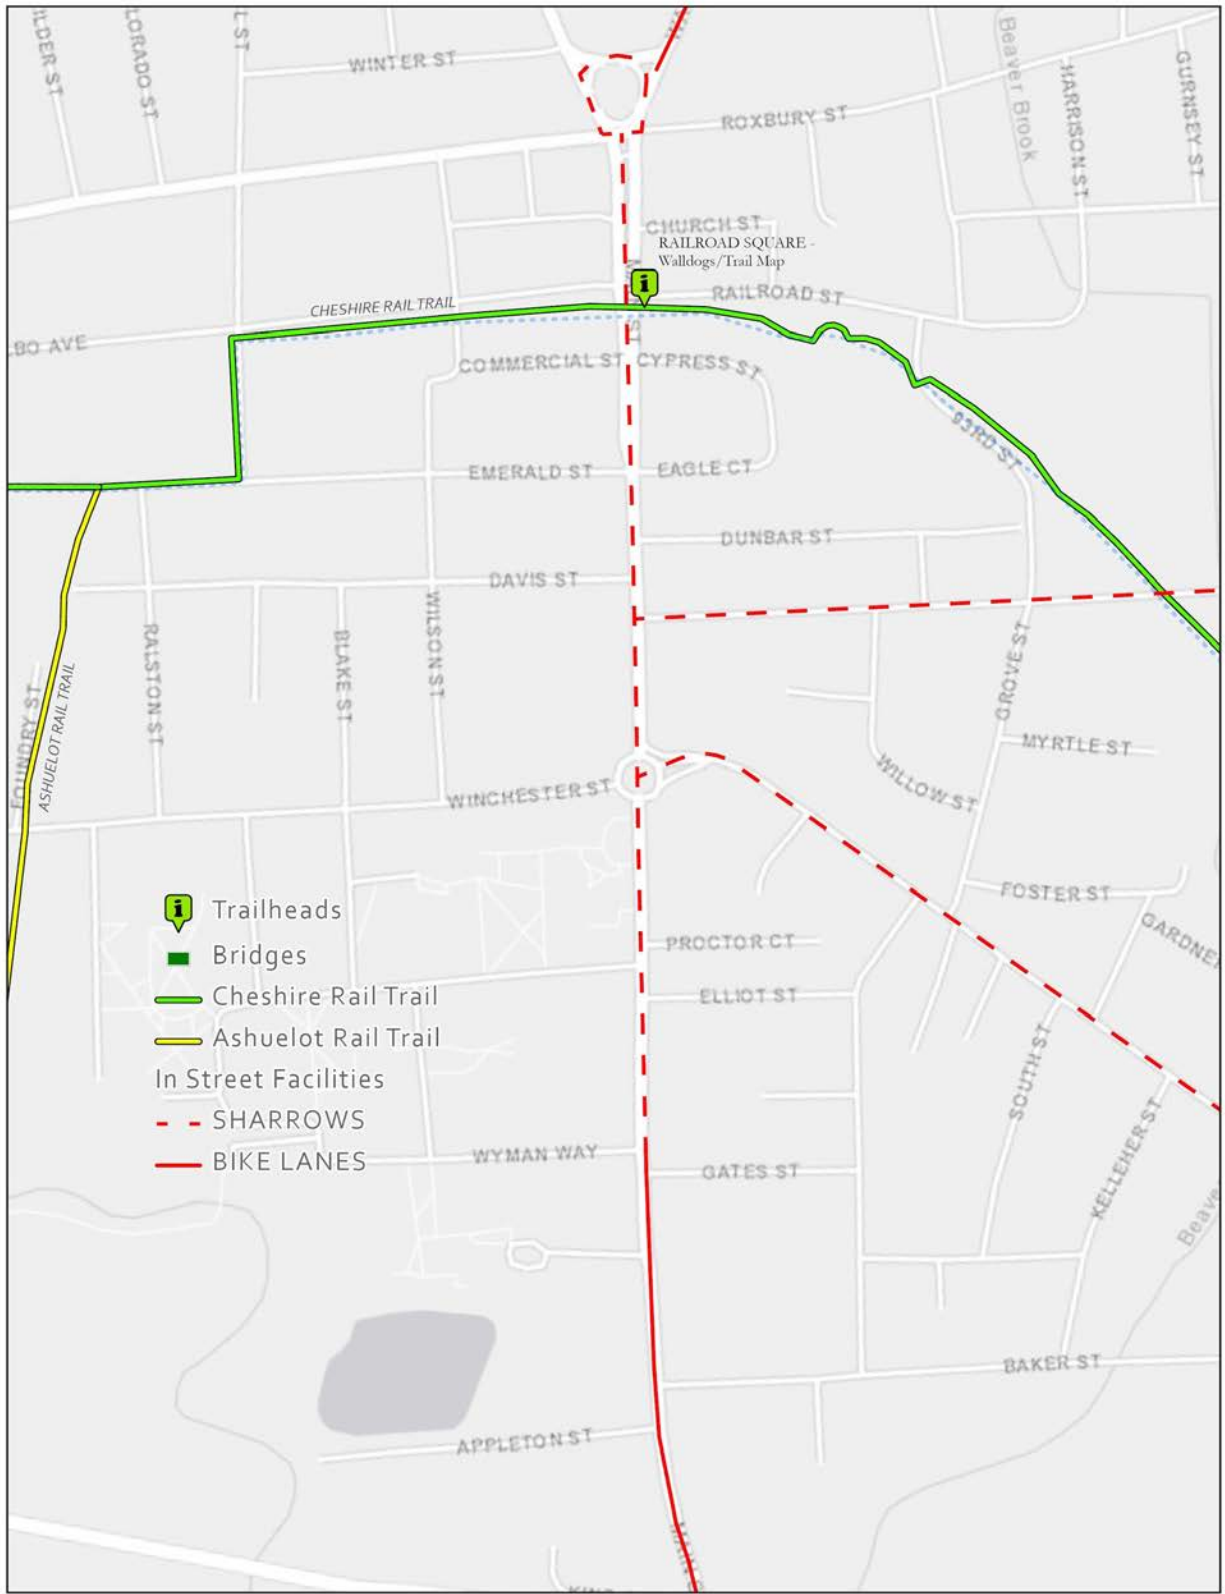 WINTER ST
ROXBURY ST
Beaver Brook
HARRISON ST
GURNSEY ST
CHURCH ST
RAILROAD SQUARE -
Walldogs/Trail Map
RAILROAD ST
CHESHIRE RAIL TRAIL
COMMERCIAL ST
CYPRESS ST
93RD ST
EMERALD ST
EAGLE CT
DUNBAR ST
DAVIS ST
RALSTON ST
BLAKE ST
WILSON ST
GROVE ST
FOUNDRY ST
ASHUELOT RAIL TRAIL
MYRTLE ST
WILLOW ST
WINCHESTER ST
FOSTER ST
PROCTOR CT
ELLIOT ST
i Trailheads
Bridges
Cheshire Rail Trail
Ashuelot Rail Trail
In Street Facilities
SHARROWS
BIKE LANES
SOUTH ST
KELLEHER ST
WYMAN WAY
GATES ST
BAKER ST
APPLETON ST